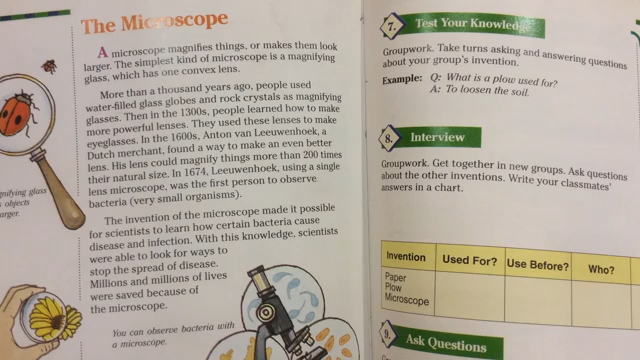 The Microscope
A microscope magnifies things, or makes them look
larger. The simplest kind of microscope is a magnifying
glass, which has one convex lens.
More than a thousand years ago, people used
water-filled glass globes and rock crystals as magnifying
glasses. Then in the 1300s, people learned how to make
more powerful lenses. They used these lenses to make
eyeglasses. In the 1600s, Anton van Leeuwenhoek, a
Dutch merchant, found a way to make an even better
lens. His lens could magnify things more than 200 times
their natural size. In 1674, Leeuwenhoek, using a single
lens microscope, was the first person to observe
bacteria (very small organisms).
The invention of the microscope made it possible
for scientists to learn how certain bacteria cause
disease and infection. With this knowledge, scientists
were able to look for ways to
stop the spread of disease.
Millions and millions of lives
were saved because of
the microscope.
glass
objects
You can observe bacteria with
a microscope.
7. Test Your Knowledge
Groupwork. Take turns asking and answering questions
about your group's invention.
Example: Q: What is a plow used for?
A: To loosen the soil.
8. Interview
Groupwork. Get together in new groups. Ask questions
about the other inventions. Write your classmates'
answers in a chart.
Invention Used For? Use Before? Who?
Paper
Plow
Microscope
9. Ask Questions